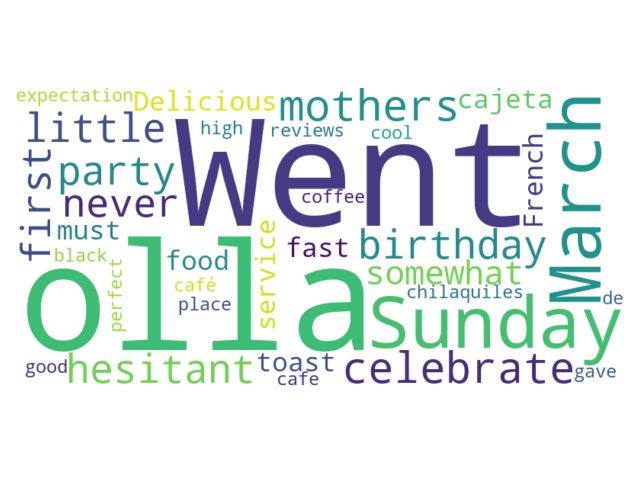 expectation
Delicious
mothers
cajeta
March
little
high
reviews
cool
Went
first
party
never
coffee
French
must
birthday
black
food
service
fast
somewhat
olla
perfect
café
place
chilaquiles
de
Sunday
good
hesitant
toast
cafe
celebrate
gave